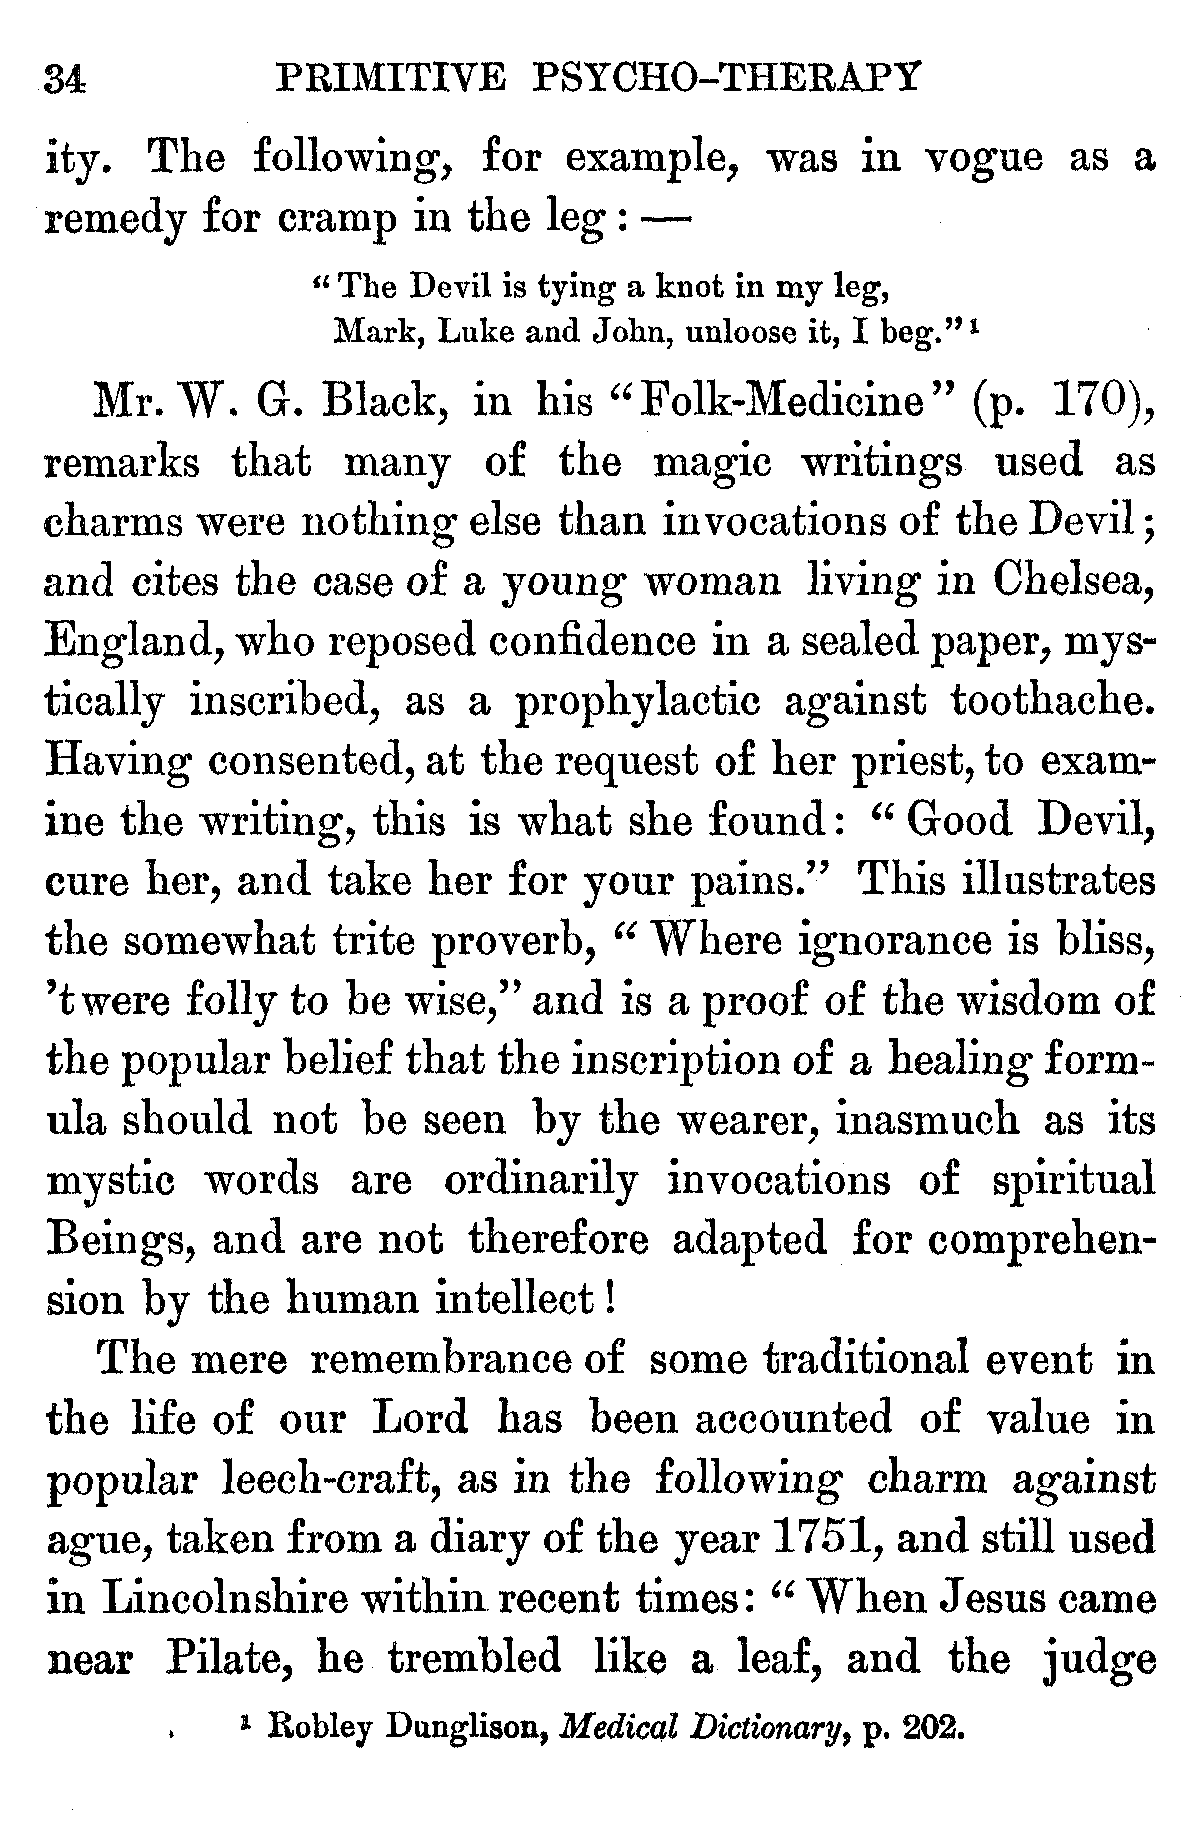 34 PRIMITIVE PSYCHO-THERAPY
ity. The following, for example, was in vogue as a
remedy for cramp in the leg : —
“ The Devil is tying a knot in my leg,
Mark, Luke and John, unloose it, I beg.” ¹
Mr. W. G. Black, in his “ Folk-Medicine ” (p. 170),
remarks that many of the magic writings used as
charms were nothing else than invocations of the Devil ;
and cites the case of a young woman living in Chelsea,
England, who reposed confidence in a sealed paper, mys-
tically inscribed, as a prophylactic against toothache.
Having consented, at the request of her priest, to exam-
ine the writing, this is what she found : “ Good Devil,
cure her, and take her for your pains.” This illustrates
the somewhat trite proverb, “ Where ignorance is bliss,
’t were folly to be wise,” and is a proof of the wisdom of
the popular belief that the inscription of a healing form-
ula should not be seen by the wearer, inasmuch as its
mystic words are ordinarily invocations of spiritual
Beings, and are not therefore adapted for comprehen-
sion by the human intellect !
The mere remembrance of some traditional event in
the life of our Lord has been accounted of value in
popular leech-craft, as in the following charm against
ague, taken from a diary of the year 1751, and still used
in Lincolnshire within recent times : “ When Jesus came
near Pilate, he trembled like a leaf, and the judge
¹ Robley Dunglison, Medical Dictionary, p. 202.